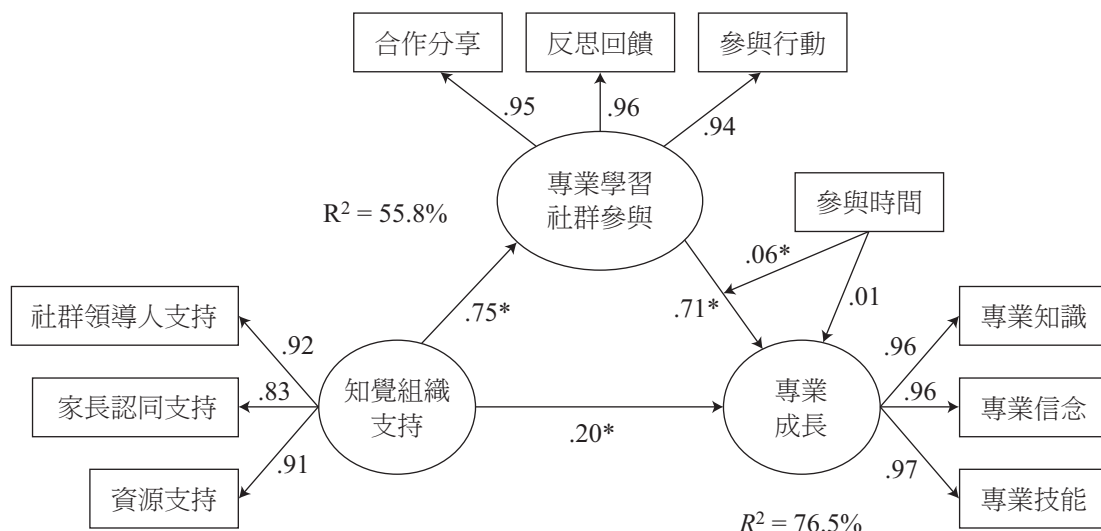 合作分享
反思回饋
參與行動
.95
.96
.94
專業學習
社群參與
R² = 55.8%
參與時間
.06*
.01
.75*
.71*
社群領導人支持
家長認同支持
資源支持
.92
.83
.91
知覺組織
支持
.20*
專業
成長
.96
.96
.97
專業知識
專業信念
專業技能
R² = 76.5%